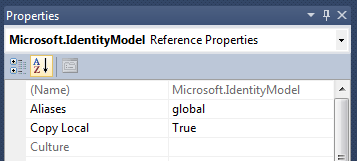 Properties
Microsoft.IdentityModel Reference Properties
A
Z
(Name) Microsoft.IdentityModel
Aliases global
Copy Local True
Culture